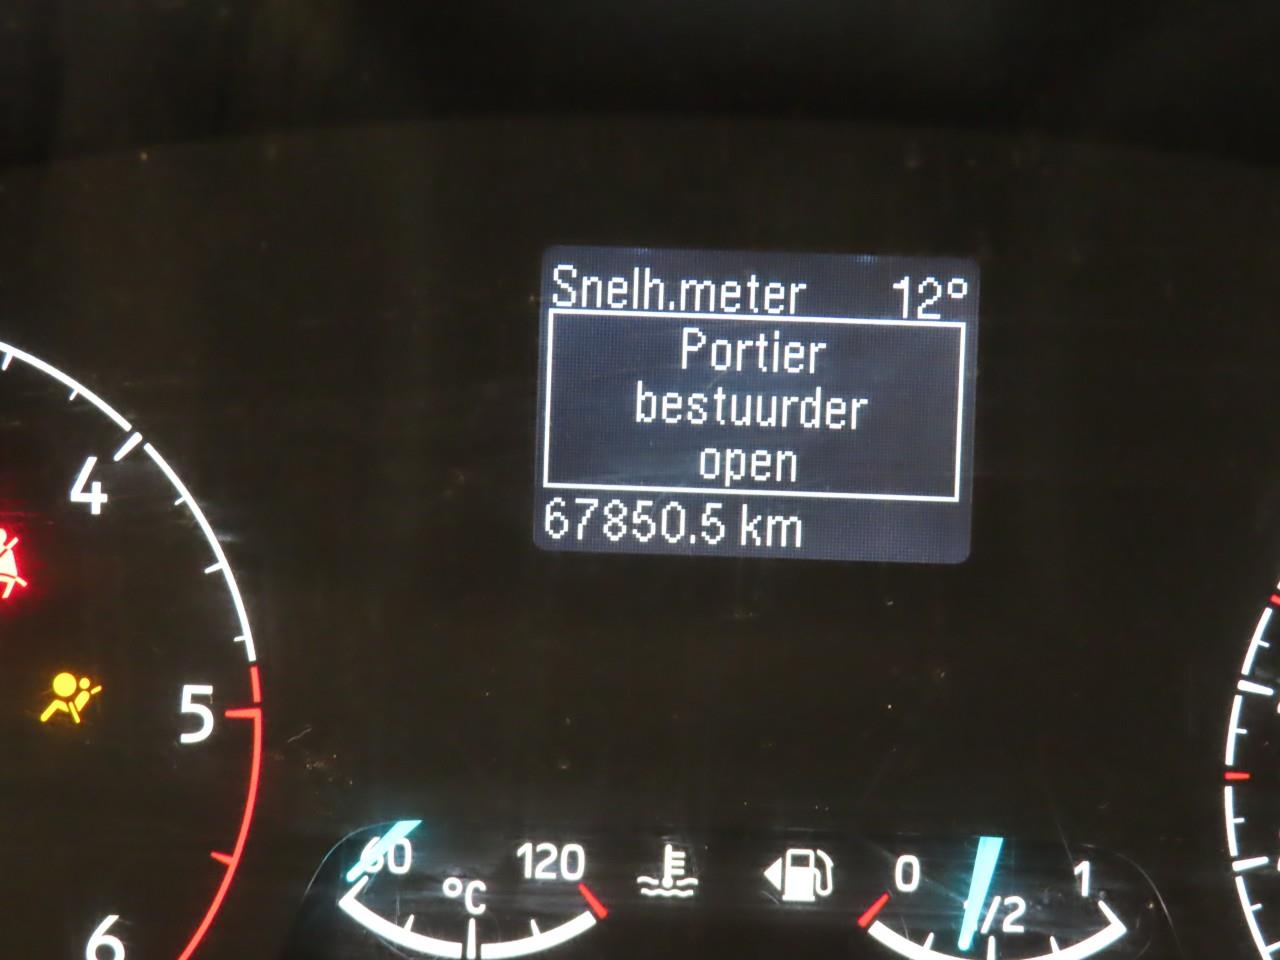 Snelh.meter 12°
Portier
bestuurder
open
67850.5 km
4
5
6
60 °C 120
0 1/2 1